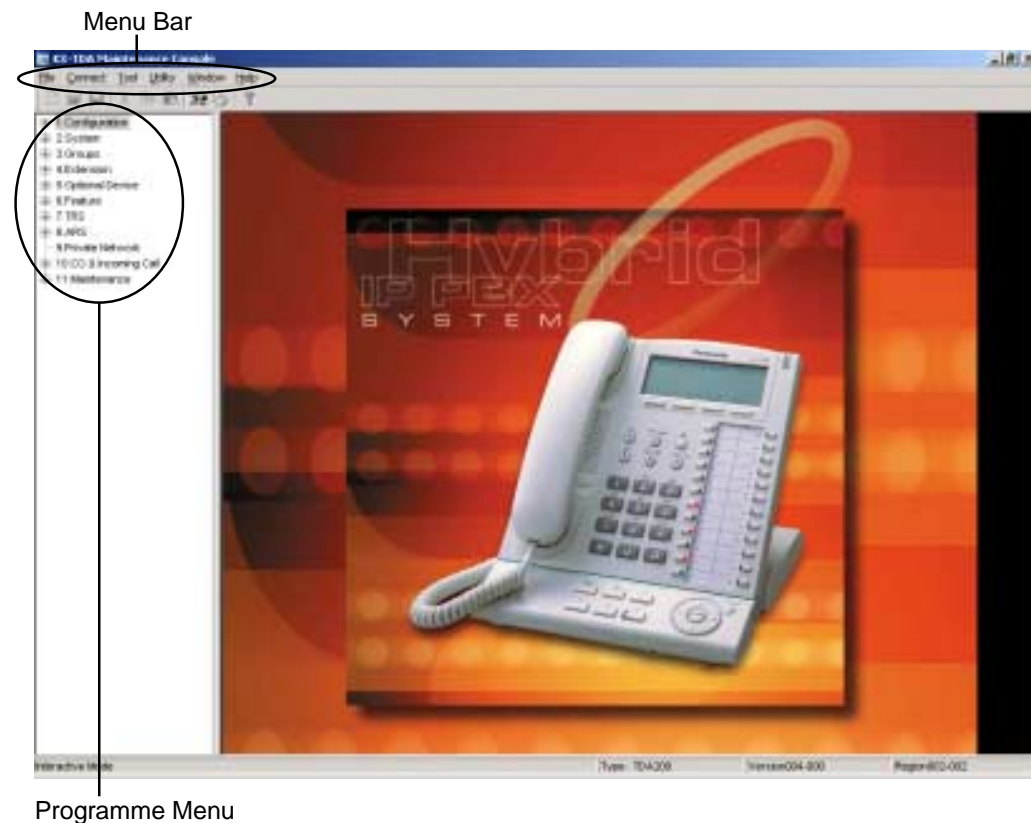 Menu Bar
KX-TDA Maintenance Console
File Connect Tool Utility Window Help
1.Configuration
2.System
3.Groups
4.Extension
5.Optional Device
6.Feature
7.TRS
8.ARS
9.Private Network
10.CO & Incoming Call
11.Maintenance
Hybrid
IP PBX
SYSTEM
Panasonic
Interactive Mode
Type: TDA200
Version004-000
Region002-002
Programme Menu